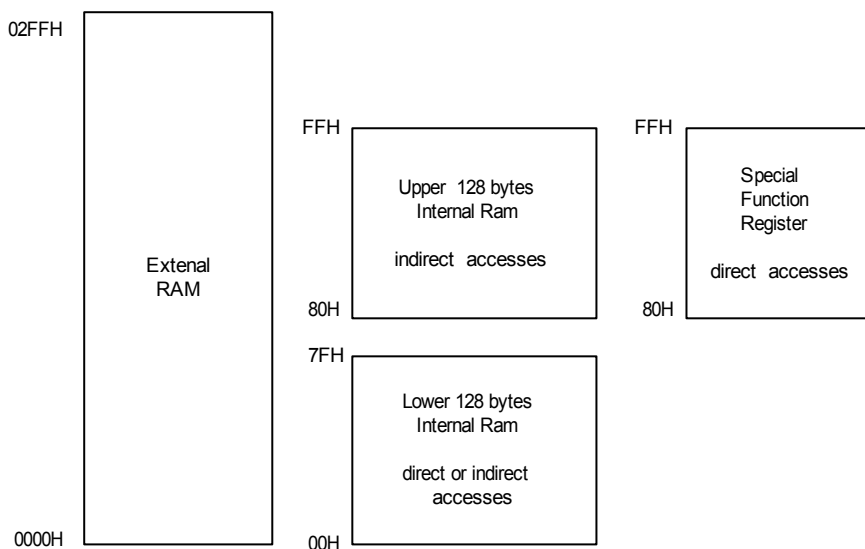 02FFH
Extenal
RAM
0000H
FFH
Upper 128 bytes
Internal Ram
indirect accesses
80H
7FH
Lower 128 bytes
Internal Ram
direct or indirect
accesses
00H
FFH
Special
Function
Register
direct accesses
80H